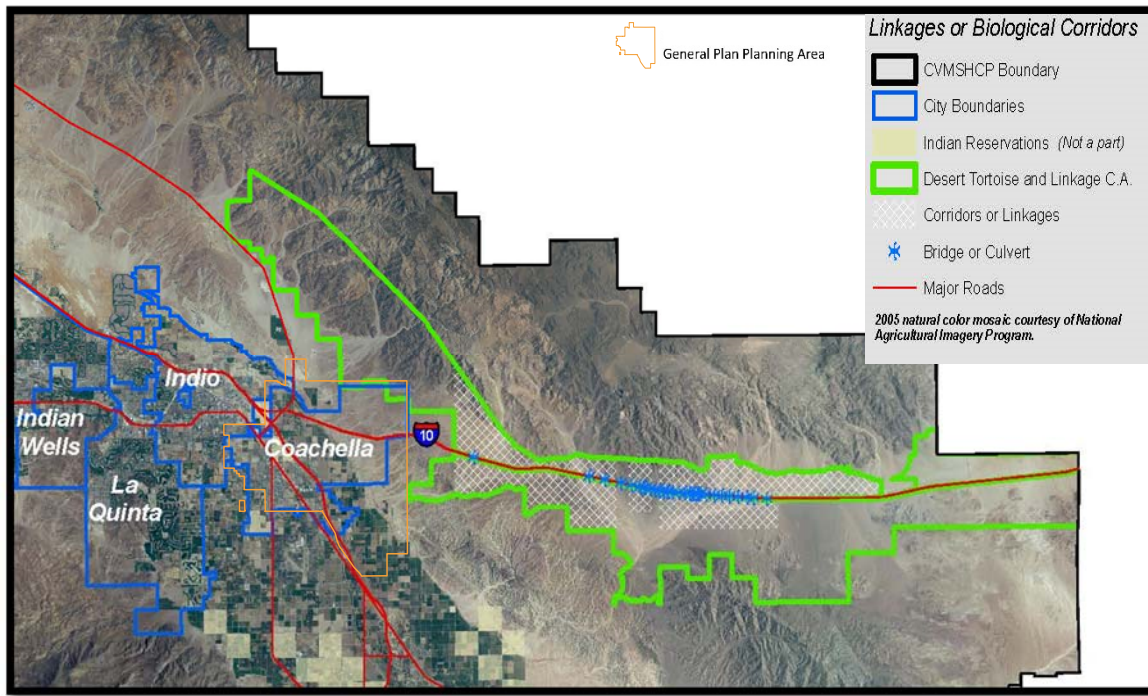 General Plan Planning Area
Linkages or Biological Corridors
CVMSHCP Boundary
City Boundaries
Indian Reservations (Not a part)
Desert Tortoise and Linkage C.A.
Corridors or Linkages
Bridge or Culvert
Major Roads
2005 natural color mosaic courtesy of National
Agricultural Imagery Program.
Indio
Indian
Wells
Coachella
10
La
Quinta